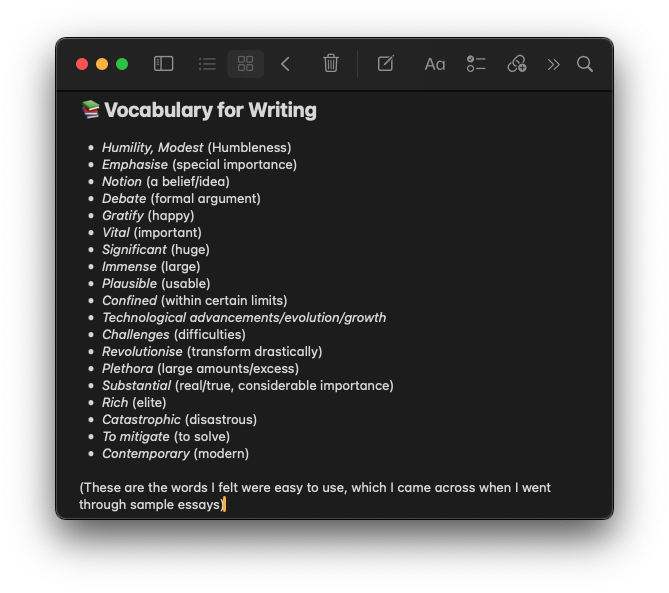 Aa
📚 Vocabulary for Writing
• Humility, Modest (Humbleness)
• Emphasise (special importance)
• Notion (a belief/idea)
• Debate (formal argument)
• Gratify (happy)
• Vital (important)
• Significant (huge)
• Immense (large)
• Plausible (usable)
• Confined (within certain limits)
• Technological advancements/evolution/growth
• Challenges (difficulties)
• Revolutionise (transform drastically)
• Plethora (large amounts/excess)
• Substantial (real/true, considerable importance)
• Rich (elite)
• Catastrophic (disastrous)
• To mitigate (to solve)
• Contemporary (modern)
(These are the words I felt were easy to use, which I came across when I went
through sample essays)